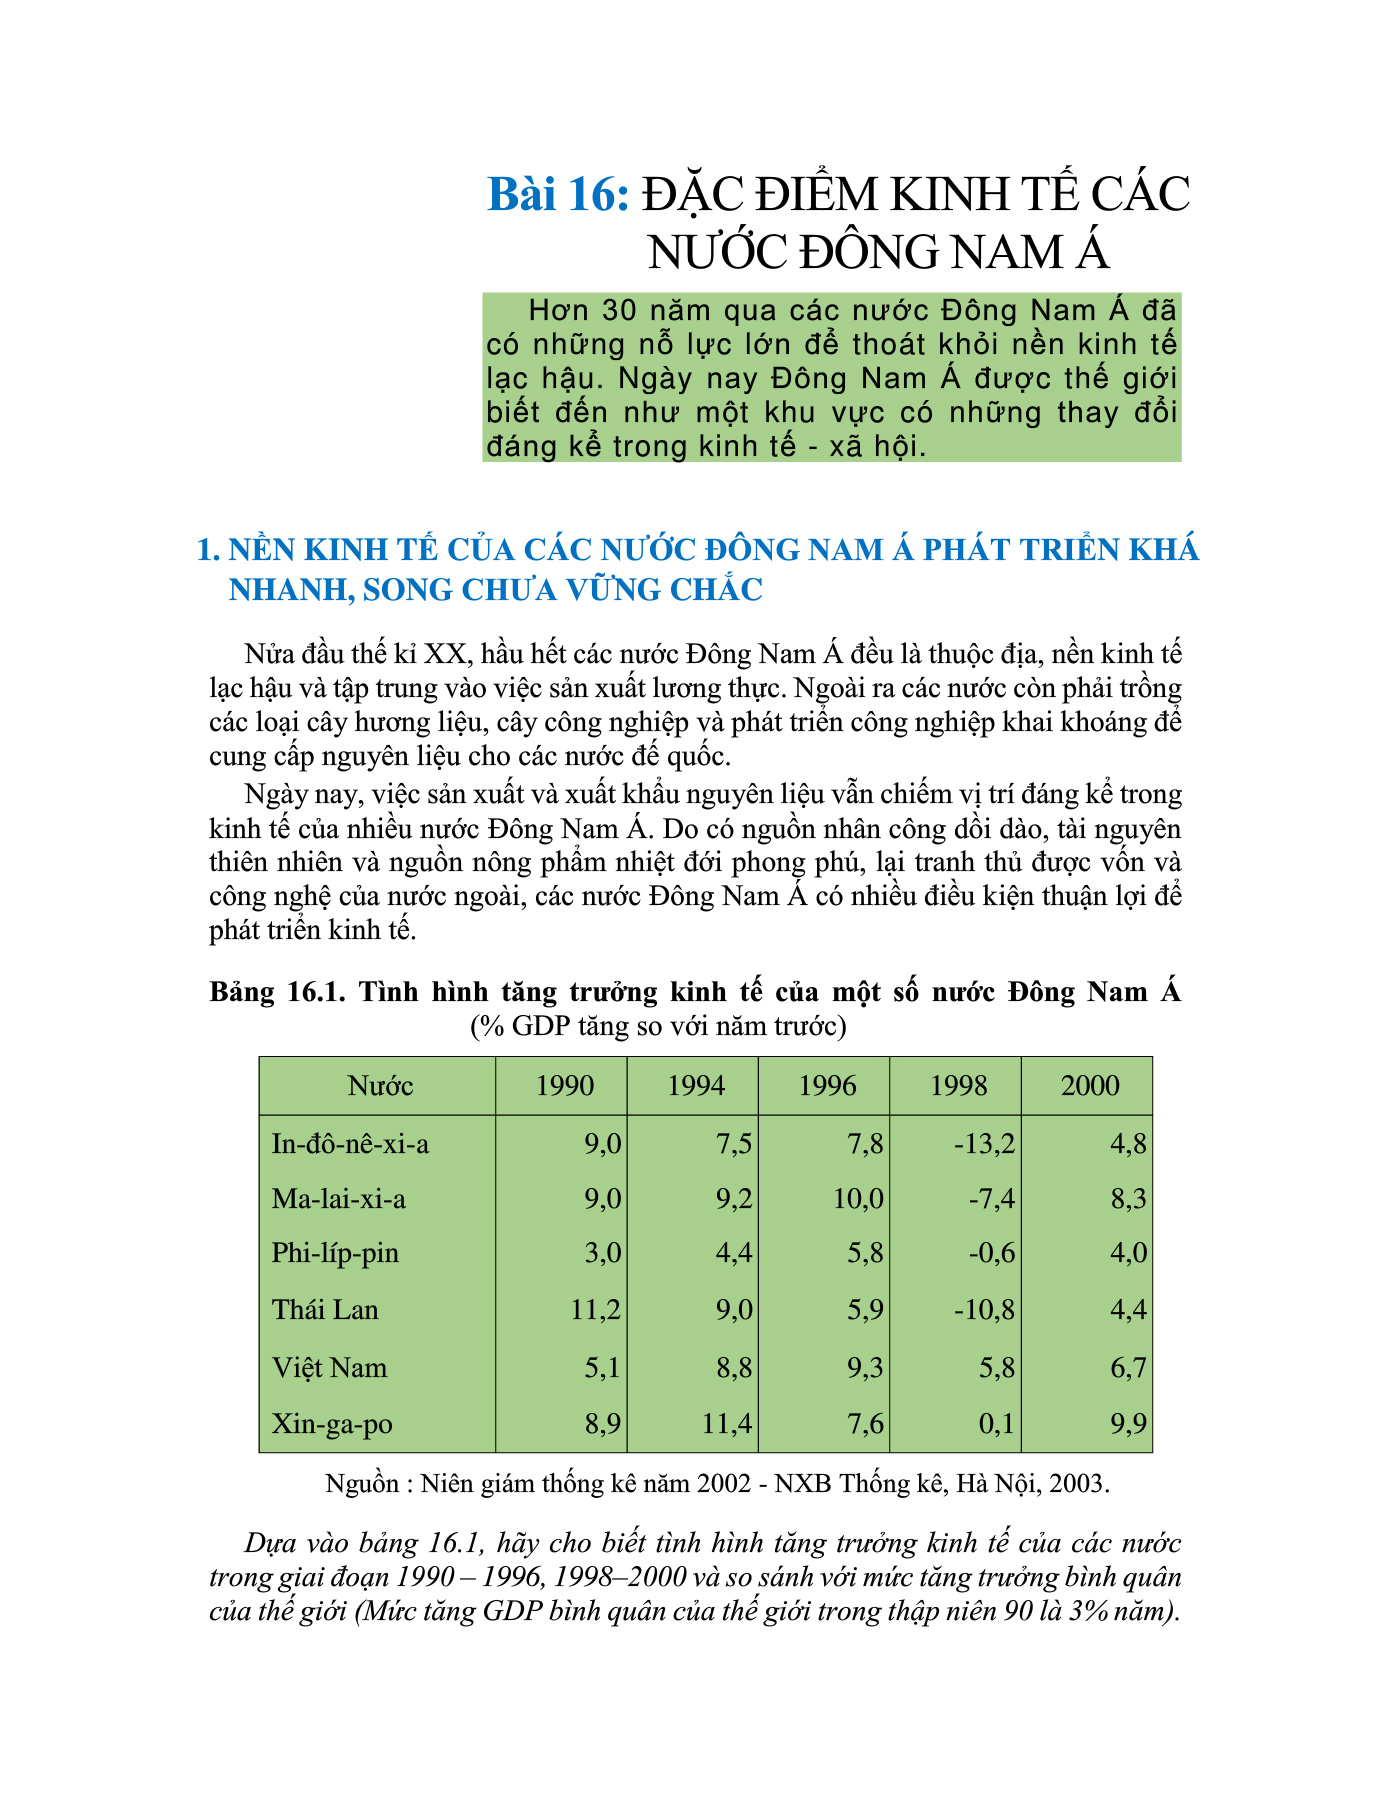 Bài 16: ĐẶC ĐIỂM KINH TẾ CÁC
NƯỚC ĐÔNG NAM Á
Hơn 30 năm qua các nước Đông Nam Á đã
có những nỗ lực lớn để thoát khỏi nền kinh tế
lạc hậu. Ngày nay Đông Nam Á được thế giới
biết đến như một khu vực có những thay đổi
đáng kể trong kinh tế - xã hội.
1. NỀN KINH TẾ CỦA CÁC NƯỚC ĐÔNG NAM Á PHÁT TRIỂN KHÁ
NHANH, SONG CHƯA VỮNG CHẮC
Nửa đầu thế kỉ XX, hầu hết các nước Đông Nam Á đều là thuộc địa, nền kinh tế
lạc hậu và tập trung vào việc sản xuất lương thực. Ngoài ra các nước còn phải trồng
các loại cây hương liệu, cây công nghiệp và phát triển công nghiệp khai khoáng để
cung cấp nguyên liệu cho các nước đế quốc.
Ngày nay, việc sản xuất và xuất khẩu nguyên liệu vẫn chiếm vị trí đáng kể trong
kinh tế của nhiều nước Đông Nam Á. Do có nguồn nhân công dồi dào, tài nguyên
thiên nhiên và nguồn nông phẩm nhiệt đới phong phú, lại tranh thủ được vốn và
công nghệ của nước ngoài, các nước Đông Nam Á có nhiều điều kiện thuận lợi để
phát triển kinh tế.
Bảng 16.1. Tình hình tăng trưởng kinh tế của một số nước Đông Nam Á
(% GDP tăng so với năm trước)
Nước 1990 1994 1996 1998 2000
In-đô-nê-xi-a 9,0 7,5 7,8 -13,2 4,8
Ma-lai-xi-a 9,0 9,2 10,0 -7,4 8,3
Phi-líp-pin 3,0 4,4 5,8 -0,6 4,0
Thái Lan 11,2 9,0 5,9 -10,8 4,4
Việt Nam 5,1 8,8 9,3 5,8 6,7
Xin-ga-po 8,9 11,4 7,6 0,1 9,9
Nguồn : Niên giám thống kê năm 2002 - NXB Thống kê, Hà Nội, 2003.
Dựa vào bảng 16.1, hãy cho biết tình hình tăng trưởng kinh tế của các nước
trong giai đoạn 1990 – 1996, 1998–2000 và so sánh với mức tăng trưởng bình quân
của thế giới (Mức tăng GDP bình quân của thế giới trong thập niên 90 là 3% năm).